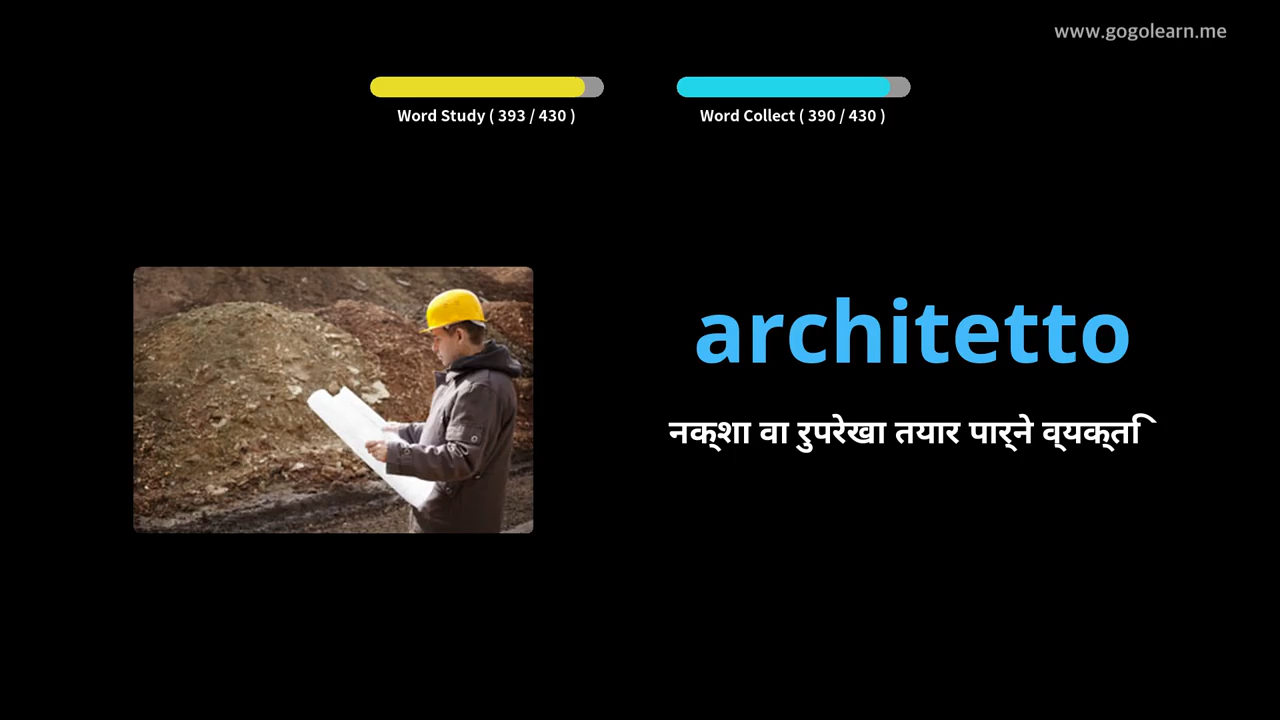 www.gogolearn.me
Word Study ( 393 / 430 )
Word Collect ( 390 / 430 )
architetto
नक्शा वा रुपरेखा तयार पार्ने व्यक्ति